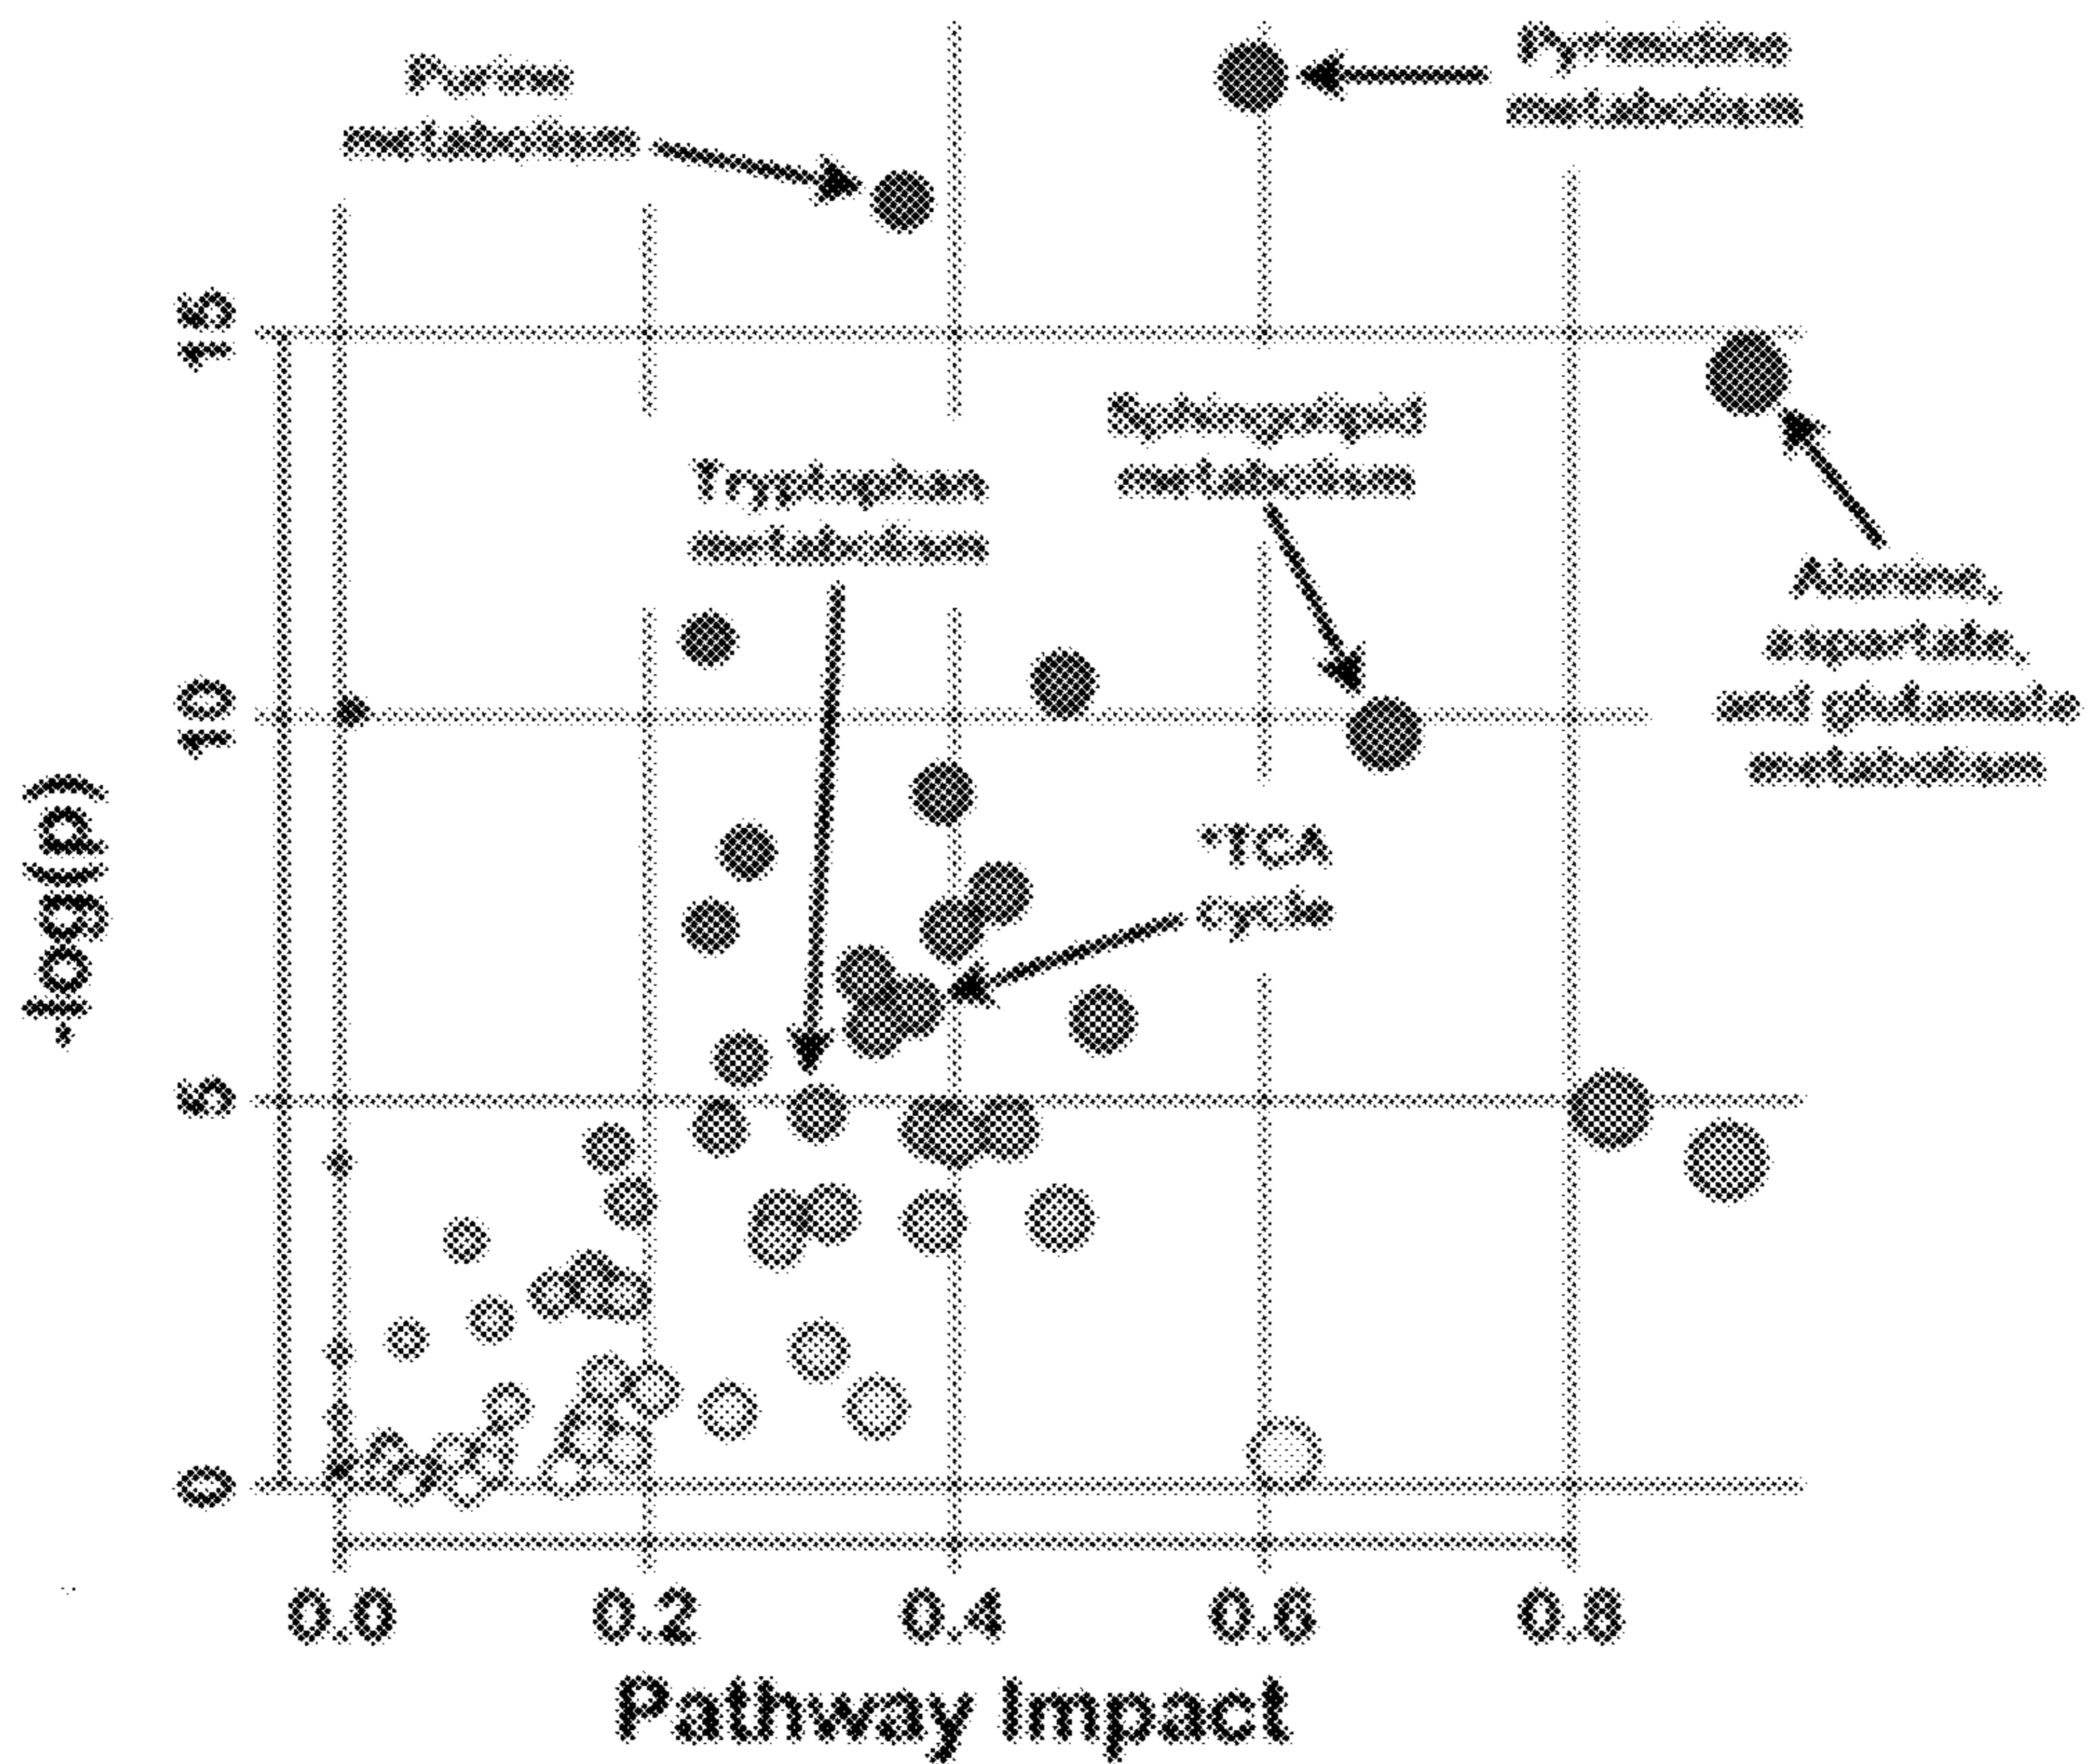 Purine
metabolism
Pyrimidine
metabolism
15
Sphingolipid
metabolism
Tryptophan
metabolism
Alanine,
aspartate,
and glutamate
metabolism
10
*TCA
cycle
-log(p)
5
0
0.0 0.2 0.4 0.6 0.8
Pathway Impact